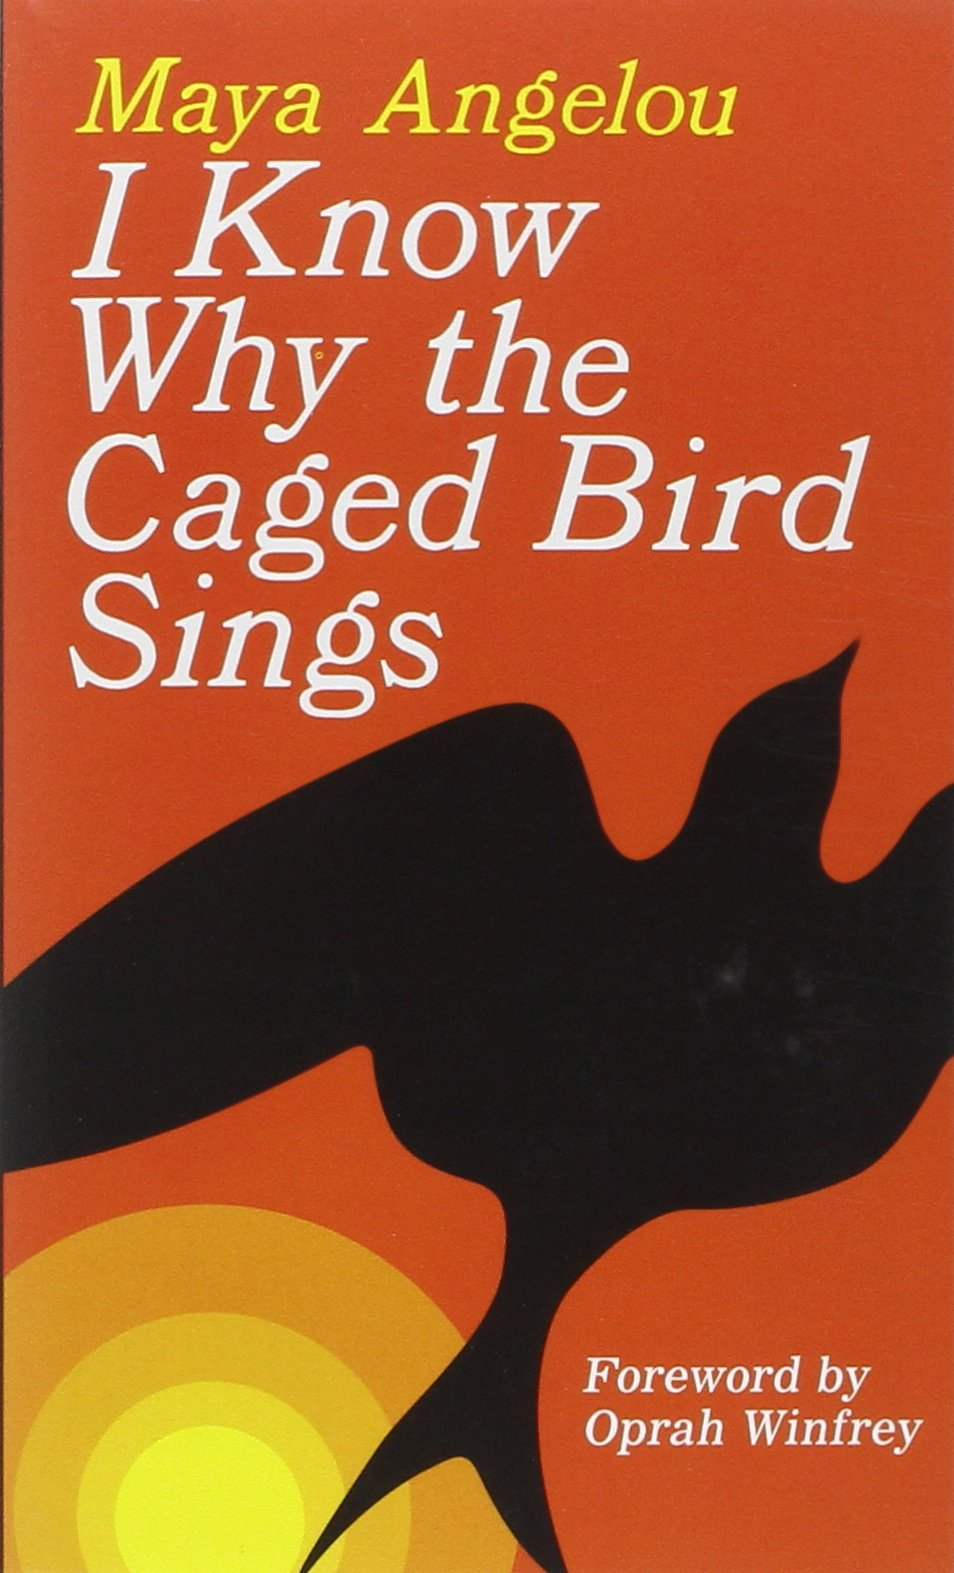 Maya Angelou
I Know
Why the
Caged Bird
Sings
Foreword by
Oprah Winfrey